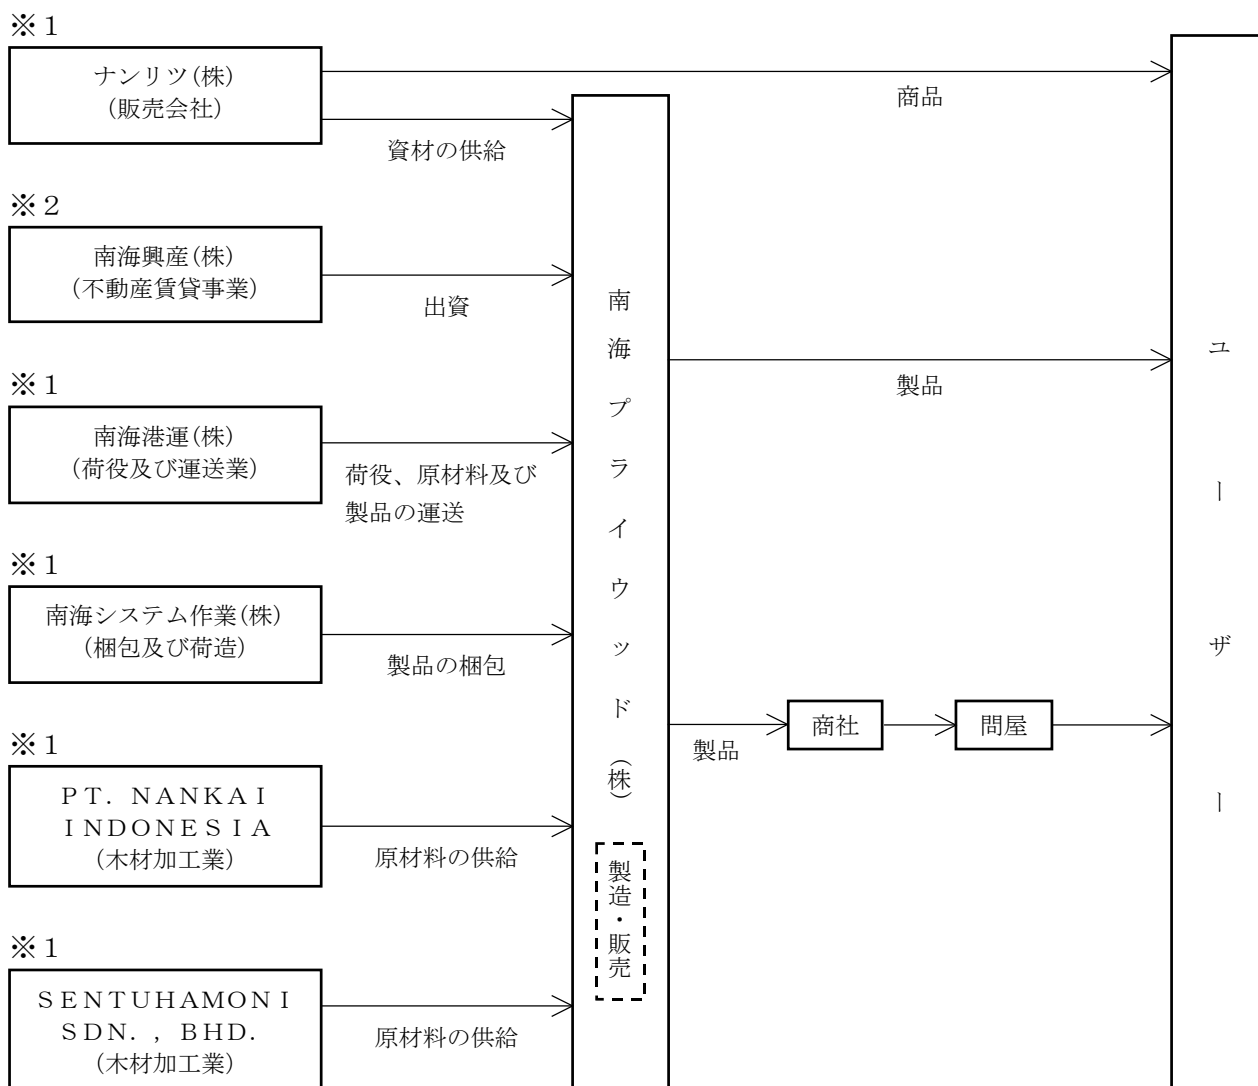 ※１
ナンリツ(株)
(販売会社)
商品
資材の供給
※２
南海興産(株)
(不動産賃貸事業)
出資
※１
南海港運(株)
(荷役及び運送業)
荷役、原材料及び
製品の運送
※１
南海システム作業(株)
(梱包及び荷造)
製品の梱包
※１
ＰＴ．ＮＡＮＫＡＩ
ＩＮＤＯＮＥＳＩＡ
(木材加工業)
原材料の供給
※１
ＳＥＮＴＵＨＡＭＯＮＩ
ＳＤＮ．，ＢＨＤ．
(木材加工業)
原材料の供給
南海プライウッド(株)
製造・販売
製品
製品
商社
問屋
ユーザー